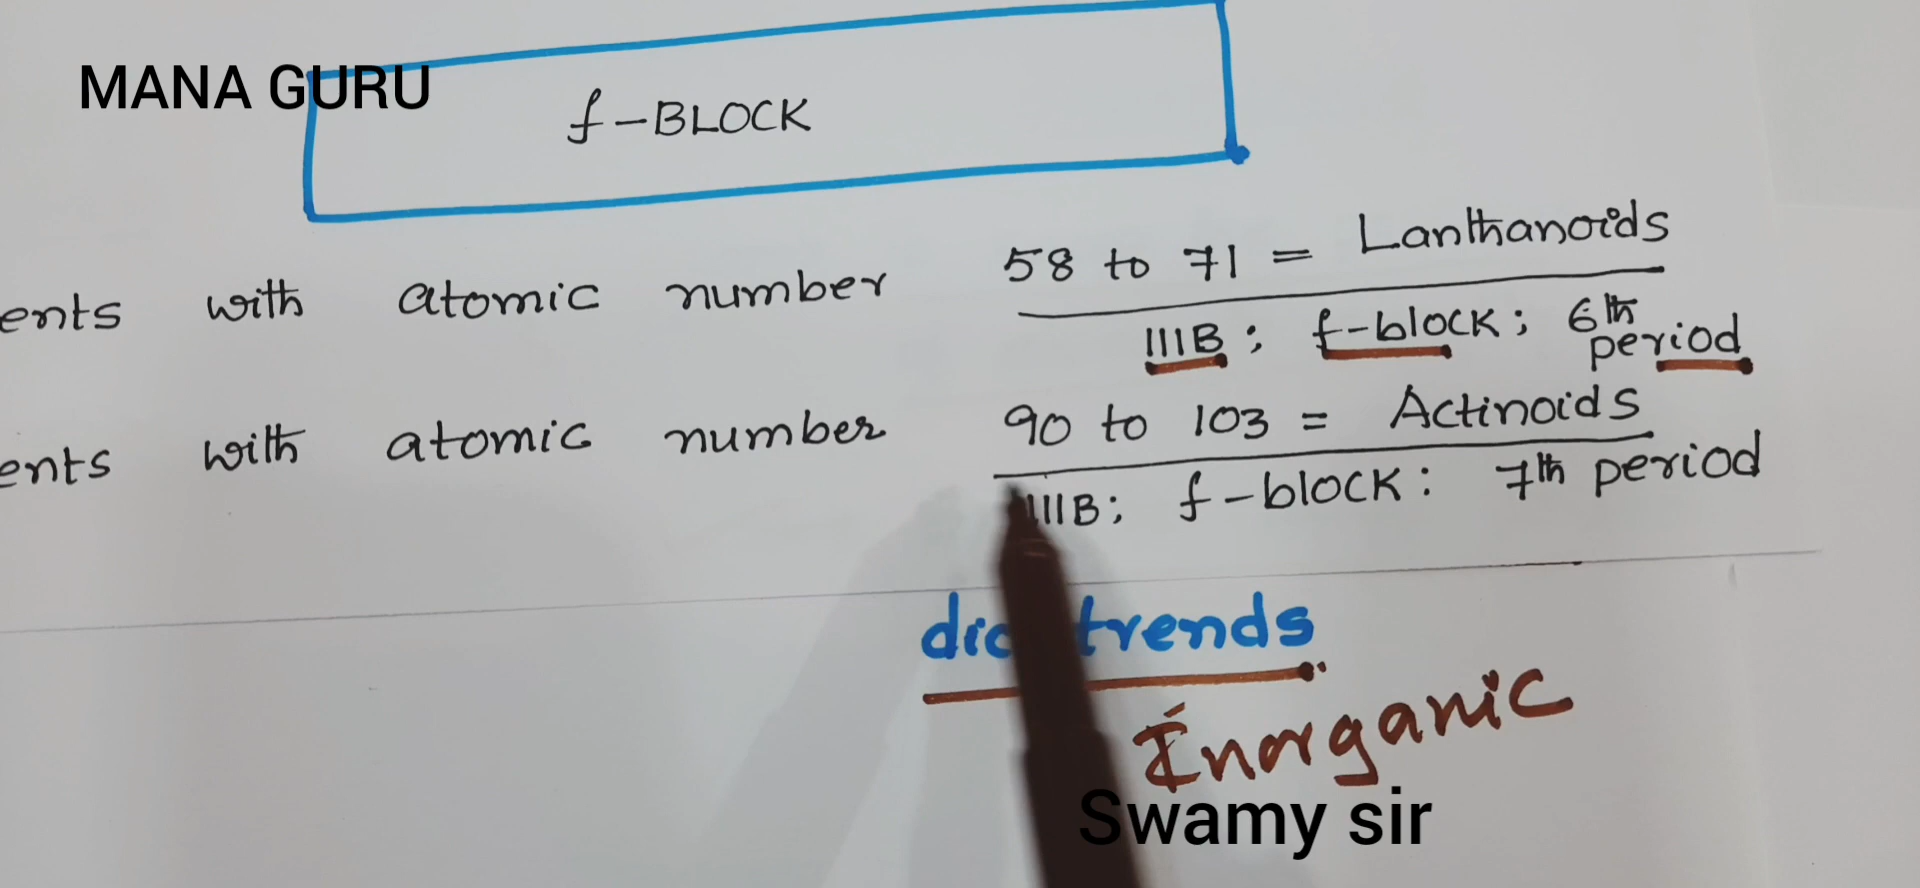 MANA GURU
f-BLOCK
ents with atomic number 58 to 71 = Lanthanoids
IIIB; f-block; 6th period
ents with atomic number 90 to 103 = Actinoids
IIIB; f-block: 7th period
dic trends
Inorganic
Swamy sir